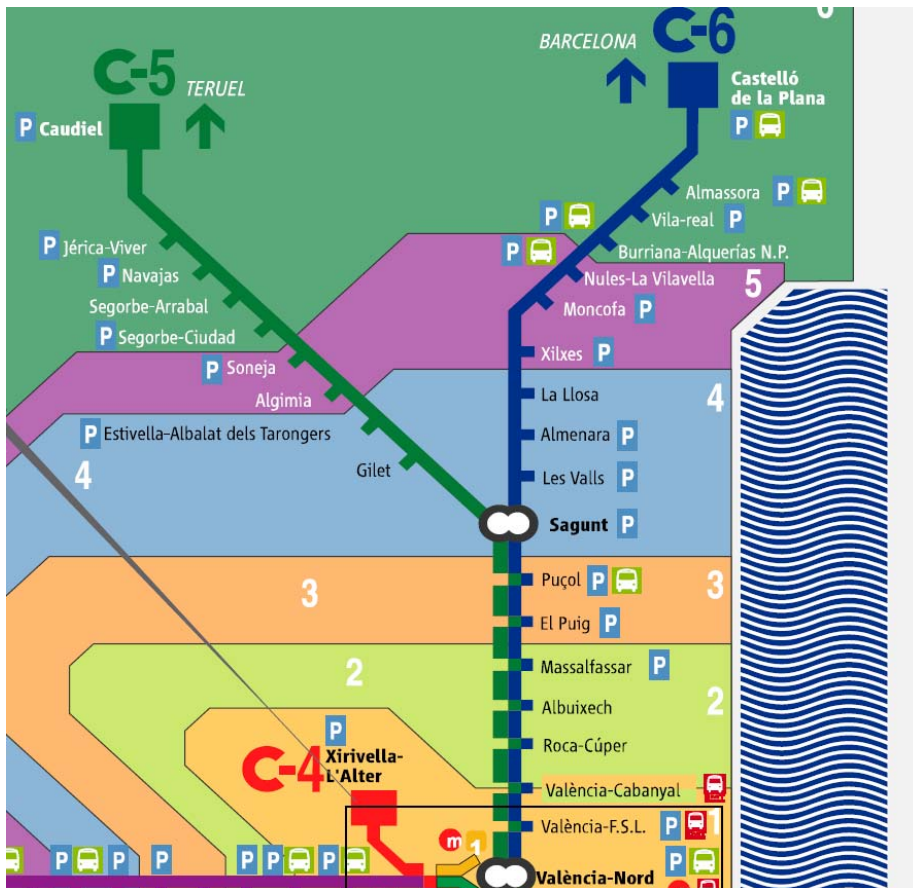 6
C-5
TERUEL
BARCELONA
C-6
Castelló
de la Plana
P
P Caudiel
Almassora P
P
Vila-real P
P Jérica-Viver
P
Burriana-Alquerías N.P.
P Navajas
Nules-La Vilavella
5
Segorbe-Arrabal
Moncofa P
P Segorbe-Ciudad
Xilxes P
P Soneja
Algimia
La Llosa
4
P Estivella-Albalat dels Tarongers
Almenara P
4
Gilet
Les Valls P
Sagunt P
3
Puçol P
3
El Puig P
2
Massalfassar P
2
Albuixech
P
Roca-Cúper
C-4
Xirivella-
L'Alter
València-Cabanyal
València-F.S.L. P
1
m 1
P P P P P P
València-Nord P